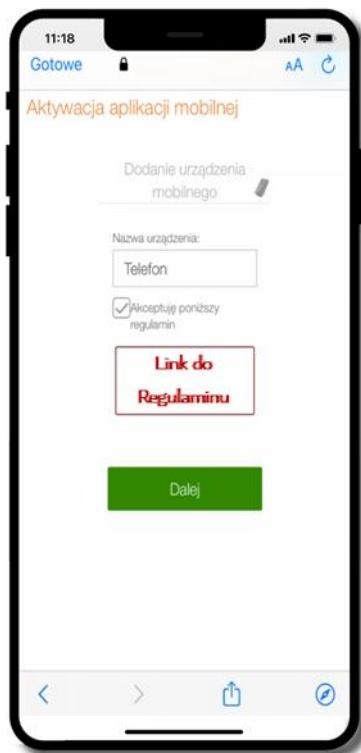 11:18
Gotowe
AA
Aktywacja aplikacji mobilnej
Dodanie urządzenia
mobilnego
Nazwa urządzenia:
Telefon
Akceptuję poniższy
regulamin
Link do
Regulaminu
Dalej